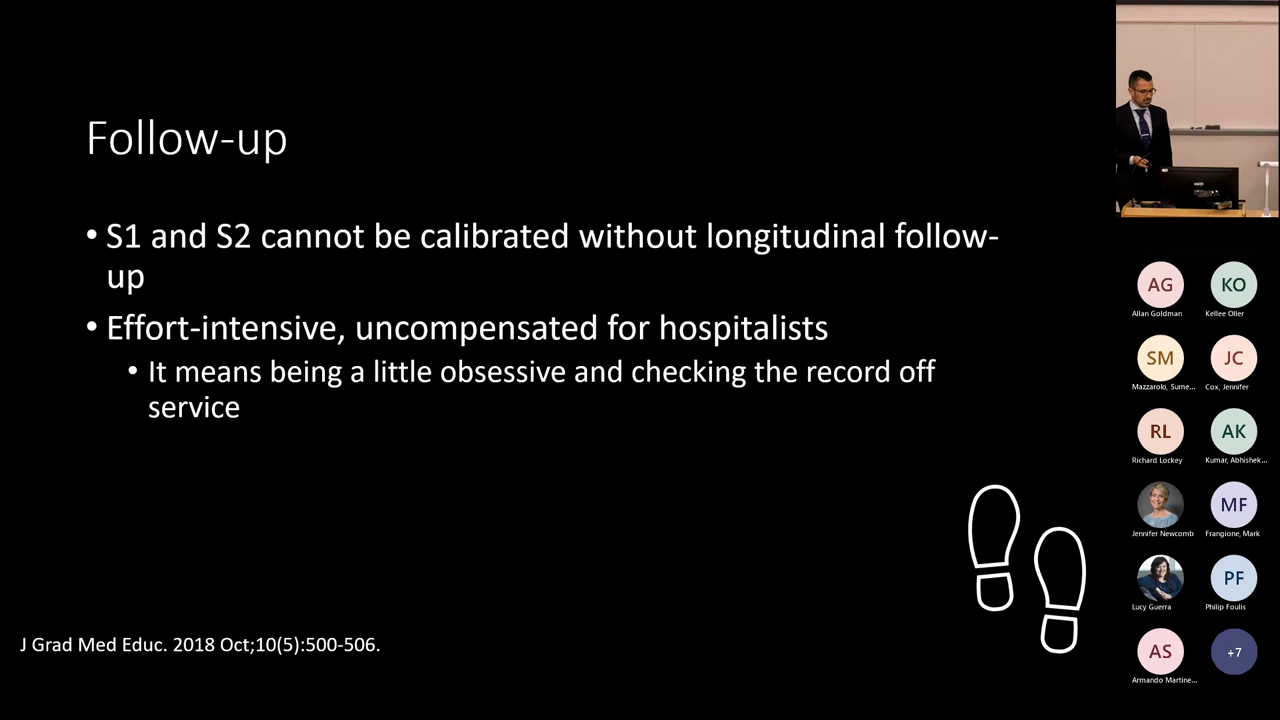 Follow-up
• S1 and S2 cannot be calibrated without longitudinal follow-
up
• Effort-intensive, uncompensated for hospitalists
• It means being a little obsessive and checking the record off
service
J Grad Med Educ. 2018 Oct;10(5):500-506.
AG
KO
Allan Goldman
Kellee Oller
SM
JC
Mazzarolo, Sume...
Cox, Jennifer
RL
AK
Richard Lockey
Kumar, Abhishek...
MF
Jennifer Newcomb
Frangione, Mark
PF
Lucy Guerra
Philip Foulis
AS
+7
Armando Martine...